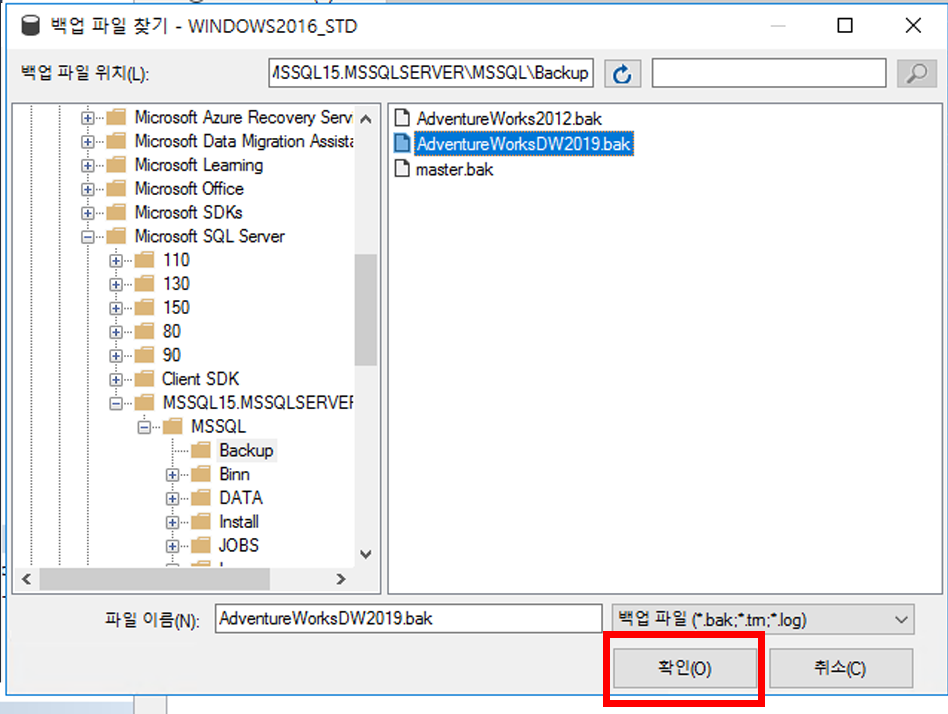 백업 파일 찾기 - WINDOWS2016_STD
백업 파일 위치(L):
MSSQL15.MSSQLSERVER\MSSQL\Backup
Microsoft Azure Recovery Servi
Microsoft Data Migration Assista
Microsoft Learning
Microsoft Office
Microsoft SDKs
Microsoft SQL Server
110
130
150
80
90
Client SDK
MSSQL15.MSSQLSERVER
MSSQL
Backup
Binn
DATA
Install
JOBS
AdventureWorks2012.bak
AdventureWorksDW2019.bak
master.bak
파일 이름(N):
AdventureWorksDW2019.bak
백업 파일 (*.bak;*.trn;*.log)
확인(O)
취소(C)